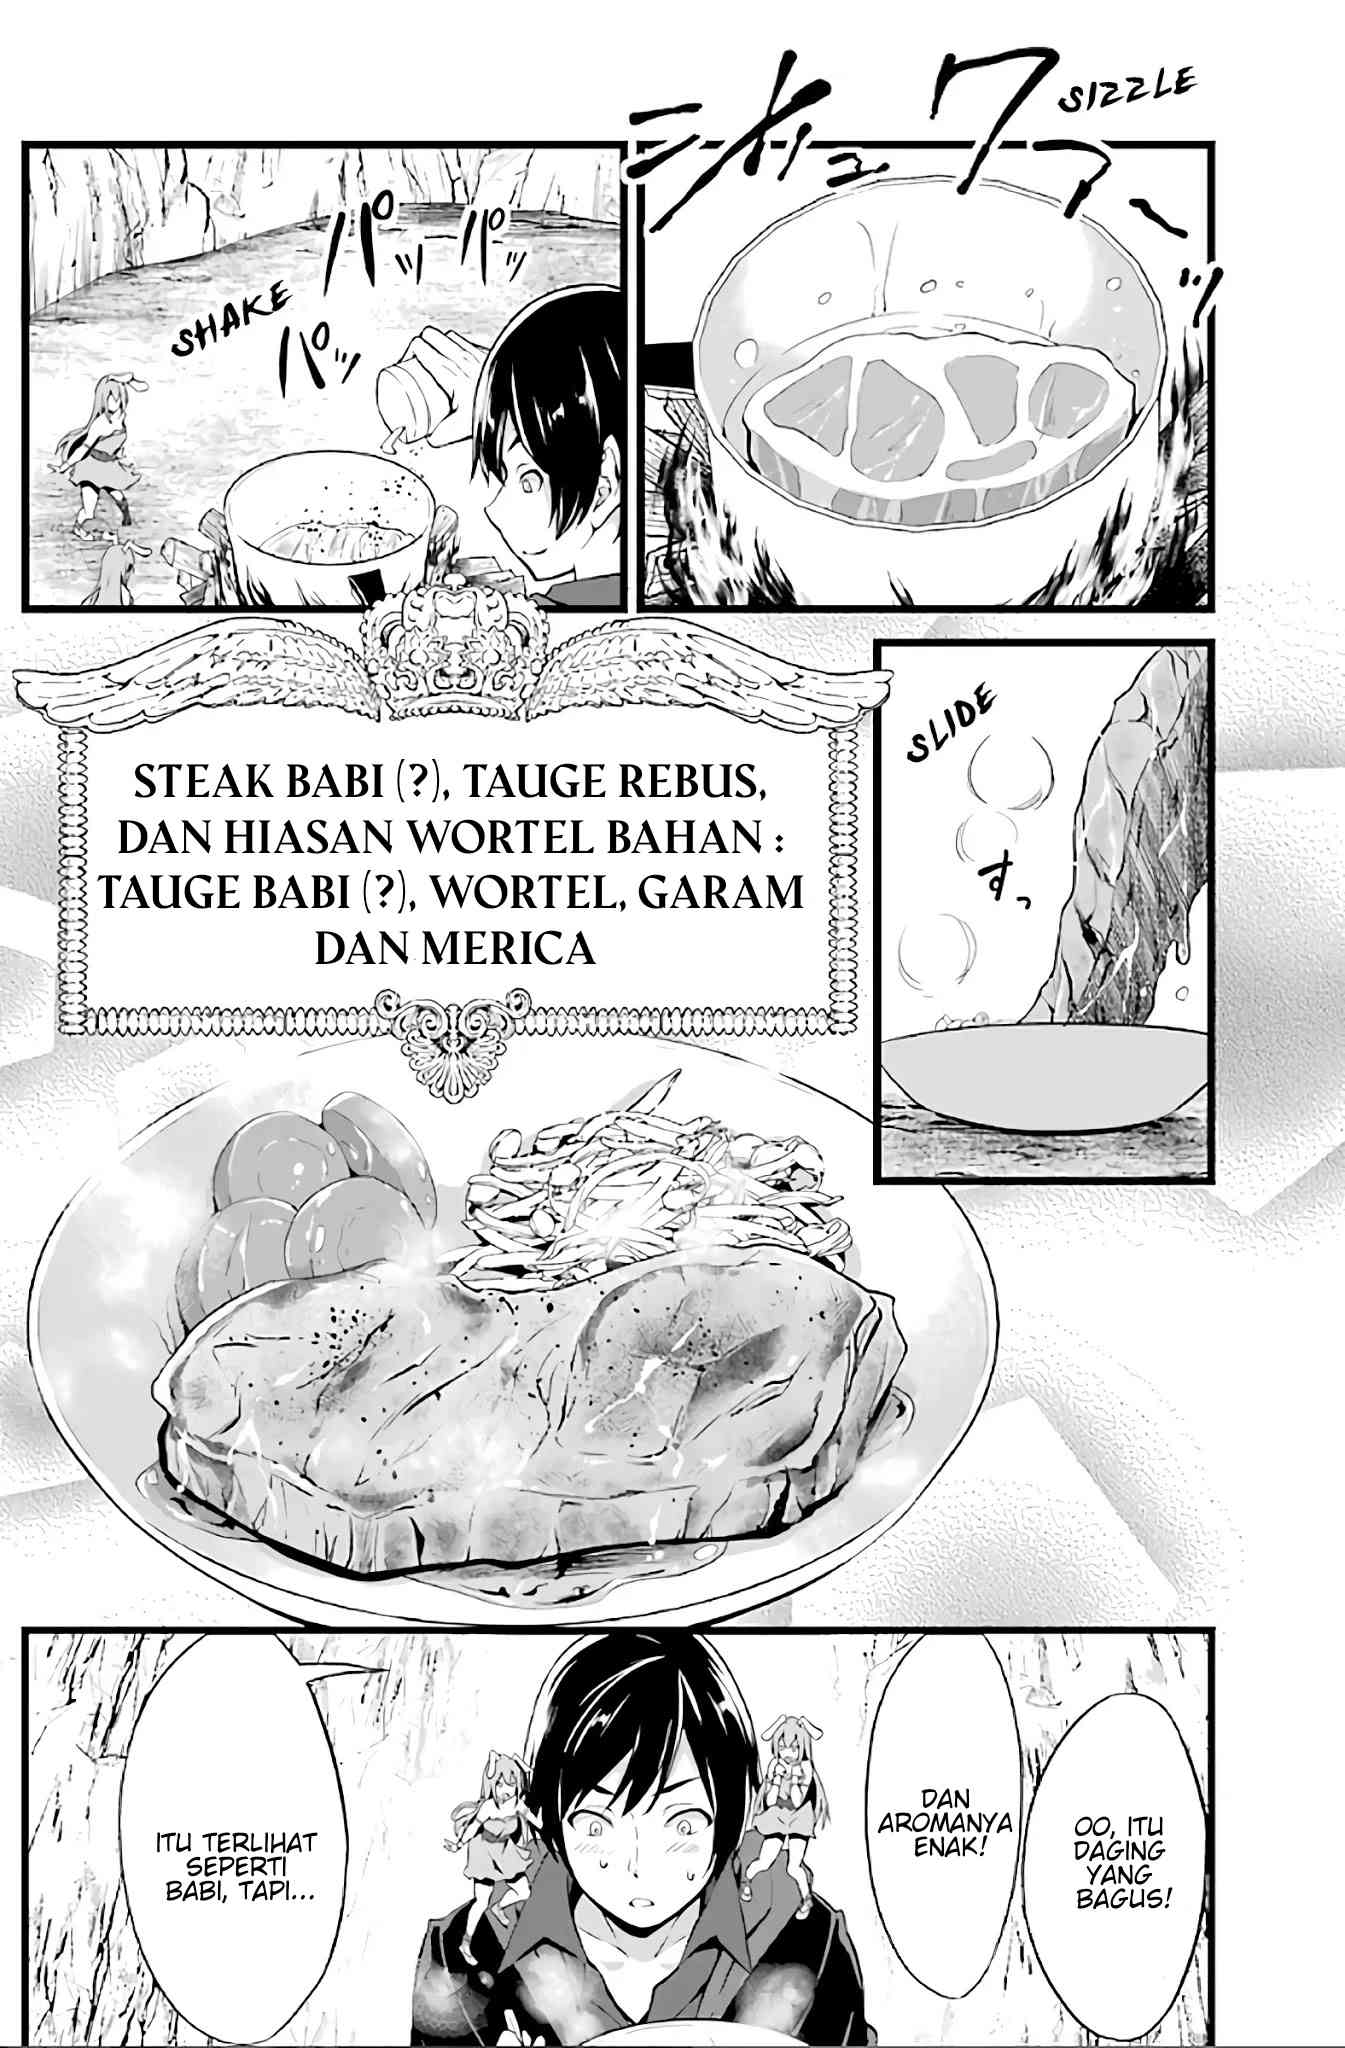 ジュワァーッ
SIZZLE
パッパッ
パッ
SHAKE
SLIDE
すっ
STEAK BABI (?), TAUGE REBUS,
DAN HIASAN WORTEL BAHAN :
TAUGE BABI (?), WORTEL, GARAM
DAN MERICA
OO, ITU
DAGING
YANG
BAGUS!
DAN
AROMANYA
ENAK!
ITU TERLIHAT
SEPERTI
BABI, TAPI...